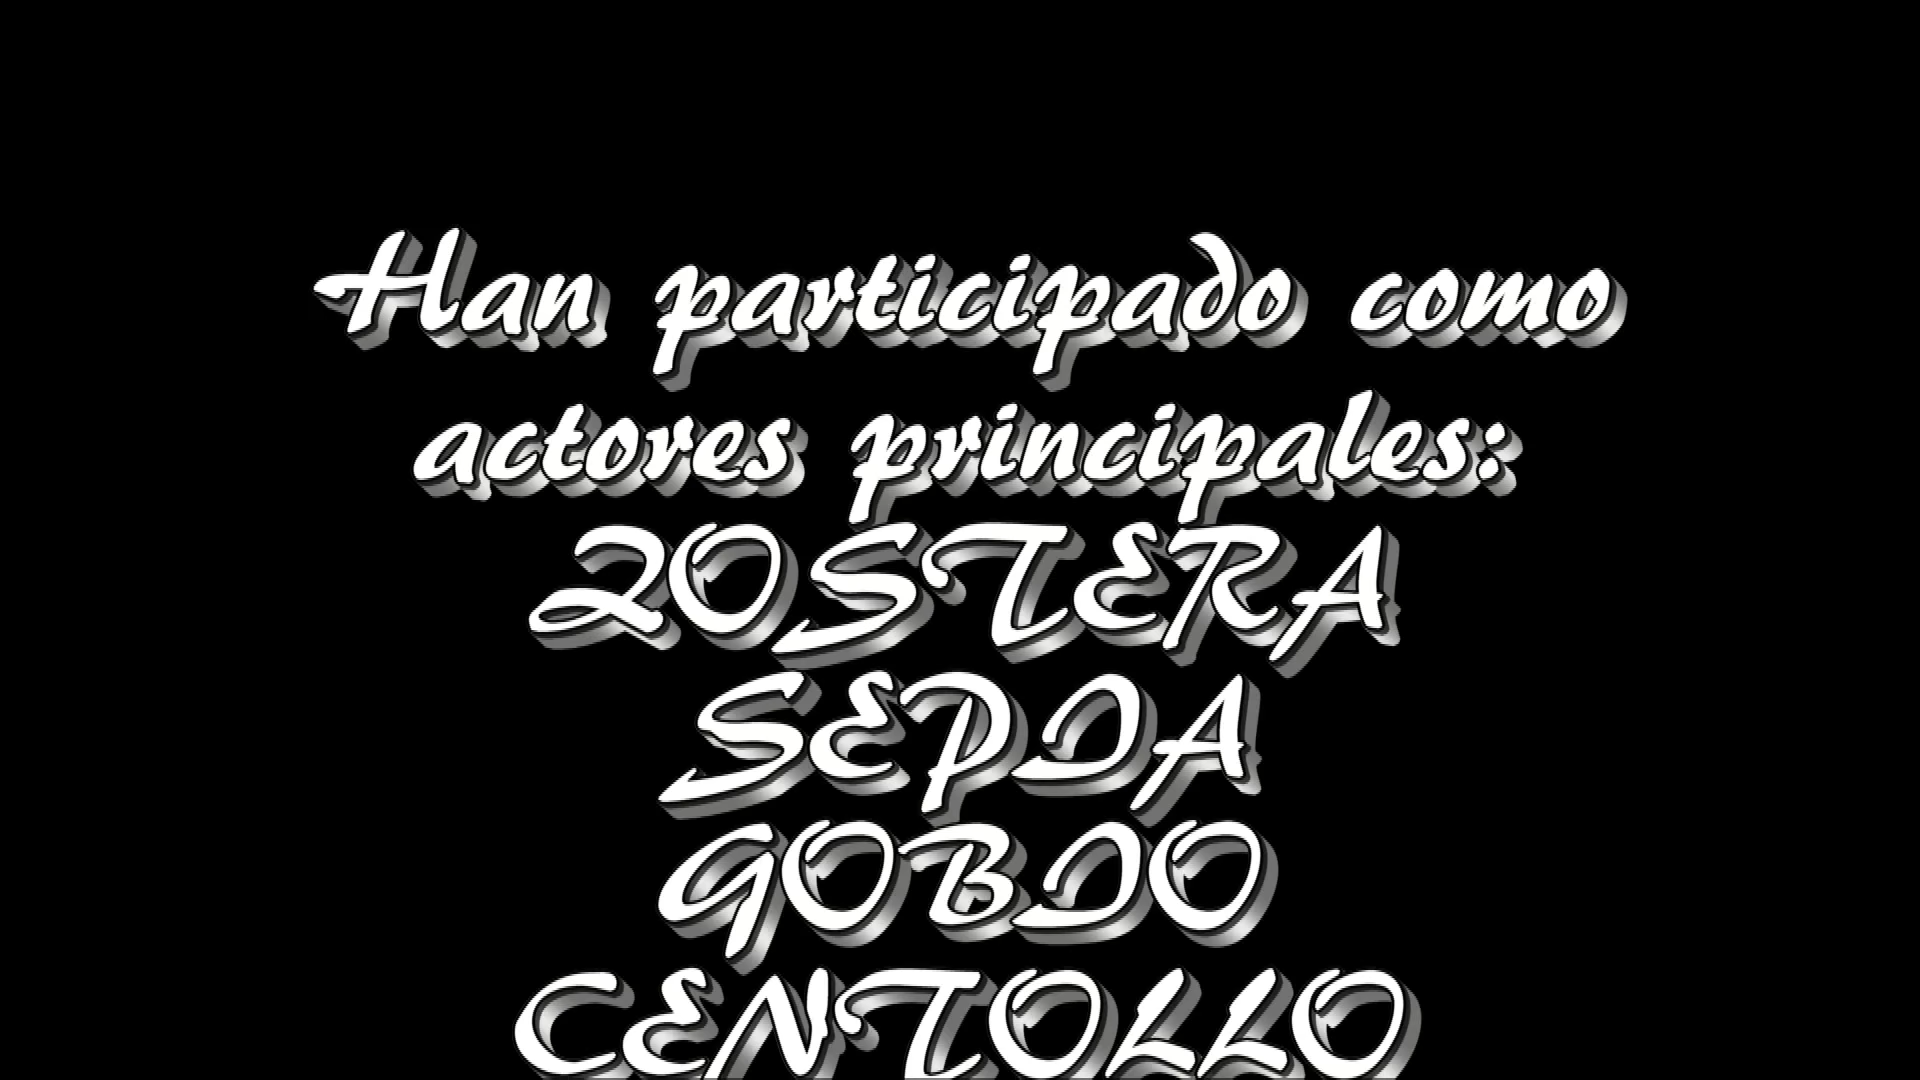 Han participado como
actores principales:
ZOSTERA
SEPIA
GOBIO
CENTOLLO